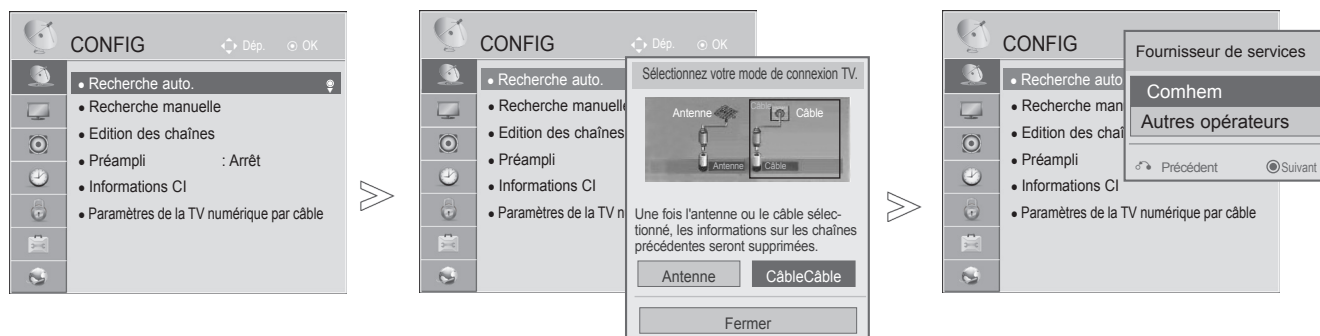 CONFIG
Dép. OK
• Recherche auto.
• Recherche manuelle
• Edition des chaînes
• Préampli : Arrêt
• Informations CI
• Paramètres de la TV numérique par câble
CONFIG
Dép. OK
• Recherche auto.
• Recherche manuelle
• Edition des chaînes
• Préampli
• Informations CI
• Paramètres de la TV n
Sélectionnez votre mode de connexion TV.
Antenne
Câble
Câble
Antenne
Câble
Une fois l'antenne ou le câble sélec-
tionné, les informations sur les chaînes
précédentes seront supprimées.
Antenne
CâbleCâble
Fermer
CONFIG
• Recherche auto
• Recherche man
• Edition des chaî
• Préampli
• Informations CI
• Paramètres de la TV numérique par câble
Fournisseur de services
Comhem
Autres opérateurs
Précédent
Suivant